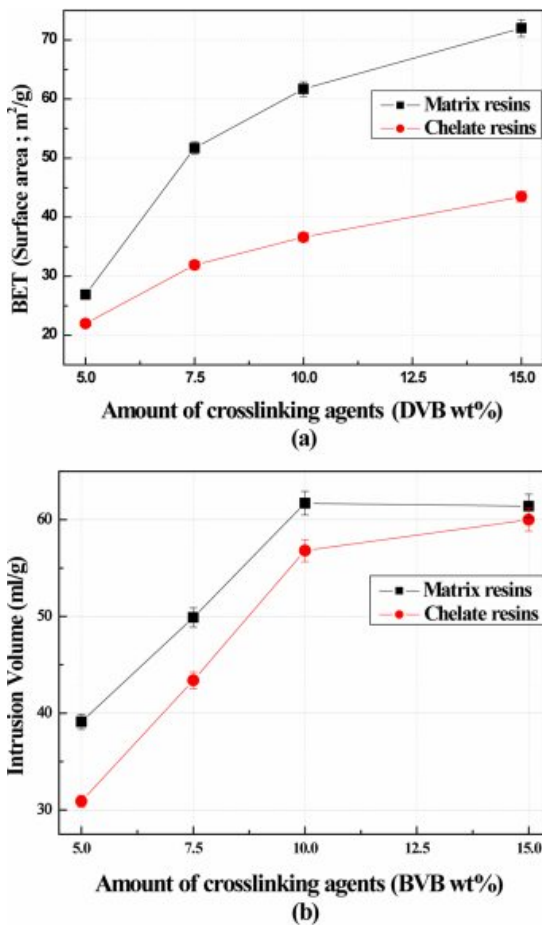 70
60
50
40
30
20
BET (Surface area ; m²/g)
Matrix resins
Chelate resins
5.0 7.5 10.0 12.5 15.0
Amount of crosslinking agents (DVB wt%)
(a)
60
50
40
30
Intrusion Volume (ml/g)
Matrix resins
Chelate resins
5.0 7.5 10.0 12.5 15.0
Amount of crosslinking agents (BVB wt%)
(b)